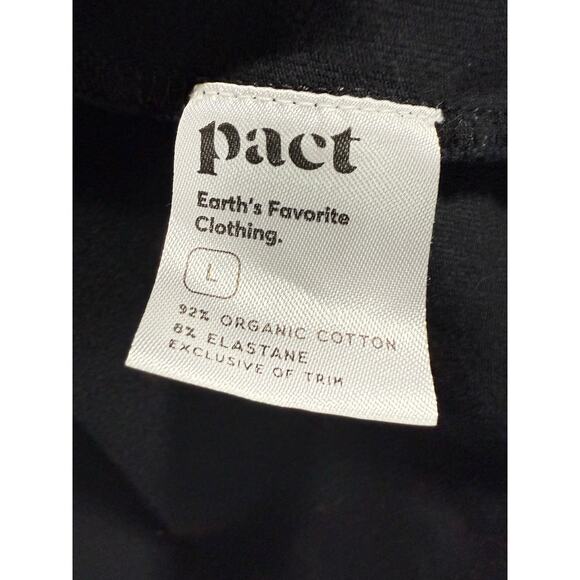 pact
Earth's Favorite
Clothing.
L
92% ORGANIC COTTON
8% ELASTANE
EXCLUSIVE OF TRIM